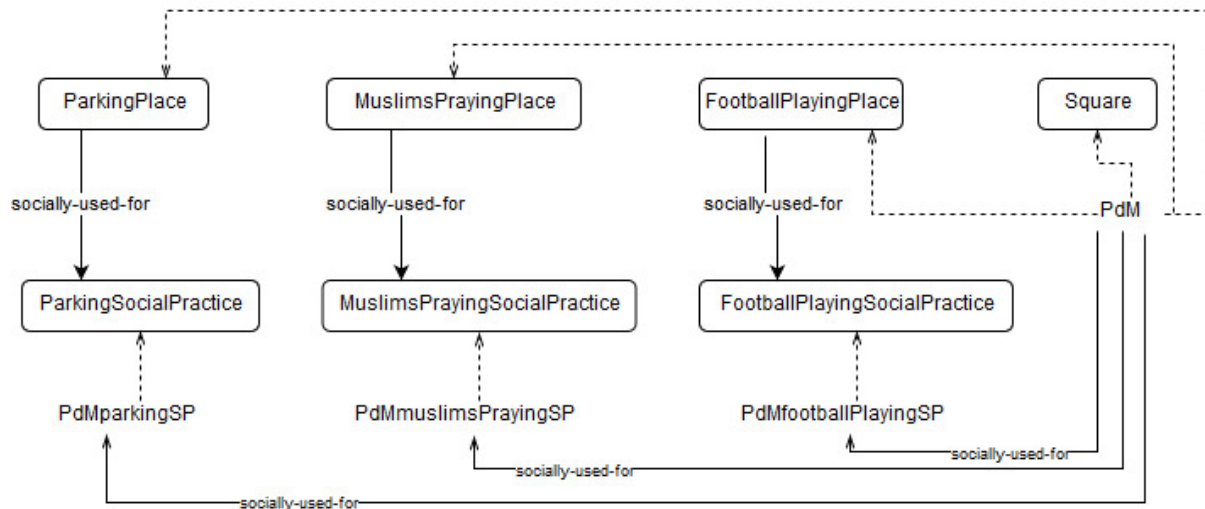 ParkingPlace
MuslimsPrayingPlace
FootballPlayingPlace
Square
socially-used-for
socially-used-for
socially-used-for
PdM
ParkingSocialPractice
MuslimsPrayingSocialPractice
FootballPlayingSocialPractice
PdMparkingSP
PdMmuslimsPrayingSP
PdMfootballPlayingSP
socially-used-for
socially-used-for
socially-used-for